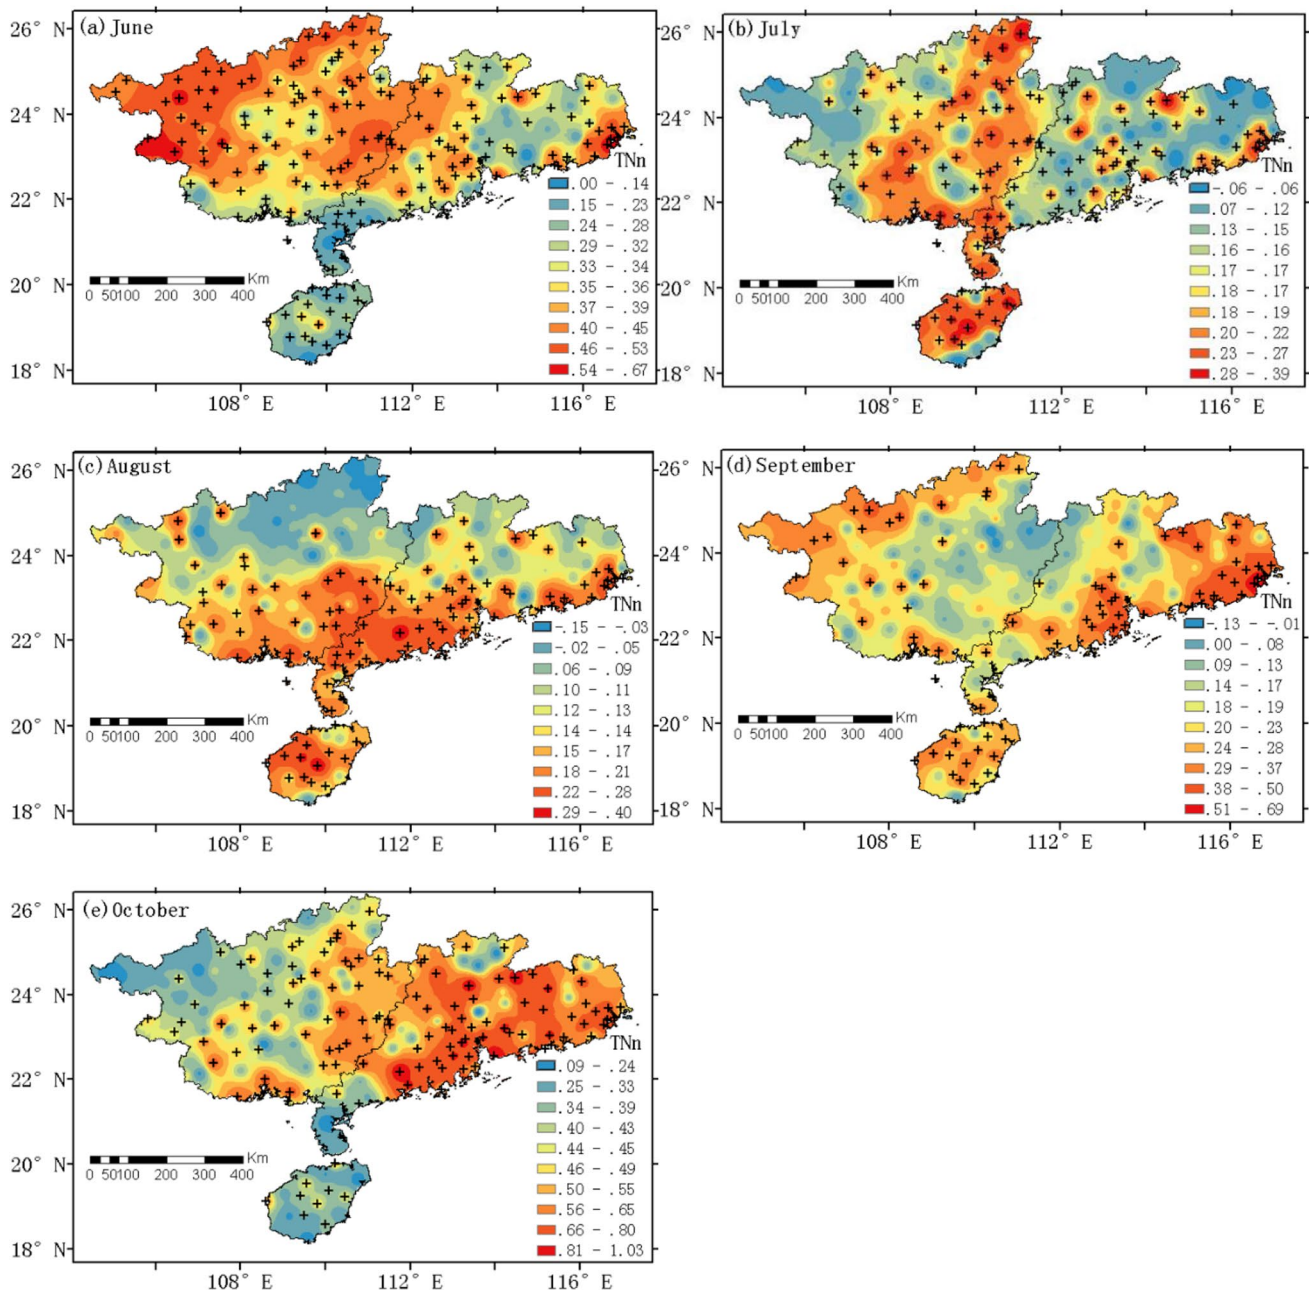 (a) June
26° N
24° N
22° N
20° N
18° N
108° E 112° E 116° E
Km
0 50100 200 300 400
TNn
.00 - .14
.15 - .23
.24 - .28
.29 - .32
.33 - .34
.35 - .36
.37 - .39
.40 - .45
.46 - .53
.54 - .67
(b) July
26° N
24° N
22° N
20° N
18° N
108° E 112° E 116° E
Km
0 50100 200 300 400
TNn
-.06 - .06
.07 - .12
.13 - .15
.16 - .16
.17 - .17
.18 - .17
.18 - .19
.20 - .22
.23 - .27
.28 - .39
(c) August
26° N
24° N
22° N
20° N
18° N
108° E 112° E 116° E
Km
0 50100 200 300 400
TNn
-.15 - -.03
-.02 - .05
.06 - .09
.10 - .11
.12 - .13
.14 - .14
.15 - .17
.18 - .21
.22 - .28
.29 - .40
(d) September
26° N
24° N
22° N
20° N
18° N
108° E 112° E 116° E
Km
0 50100 200 300 400
TNn
-.13 - -.01
.00 - .08
.09 - .13
.14 - .17
.18 - .19
.20 - .23
.24 - .28
.29 - .37
.38 - .50
.51 - .69
(e) October
26° N
24° N
22° N
20° N
18° N
108° E 112° E 116° E
Km
0 50100 200 300 400
TNn
.09 - .24
.25 - .33
.34 - .39
.40 - .43
.44 - .45
.46 - .49
.50 - .55
.56 - .65
.66 - .80
.81 - 1.03